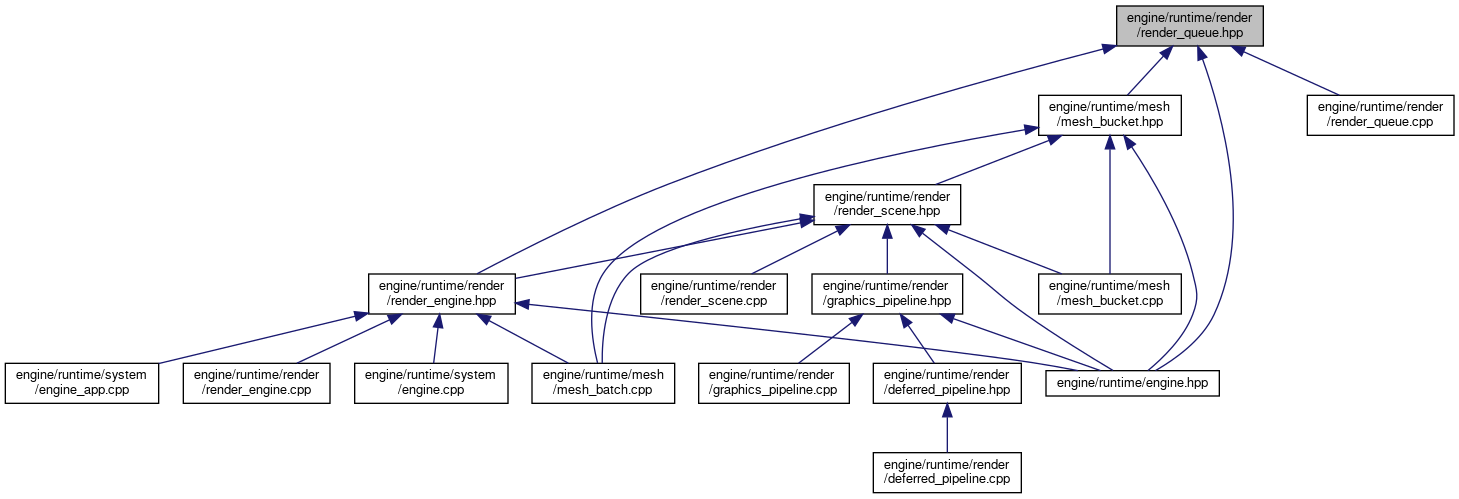 engine/runtime/render
/render_queue.hpp
engine/runtime/mesh
/mesh_bucket.hpp
engine/runtime/render
/render_queue.cpp
engine/runtime/render
/render_scene.hpp
engine/runtime/render
/render_engine.hpp
engine/runtime/render
/render_scene.cpp
engine/runtime/render
/graphics_pipeline.hpp
engine/runtime/mesh
/mesh_bucket.cpp
engine/runtime/system
/engine_app.cpp
engine/runtime/render
/render_engine.cpp
engine/runtime/system
/engine.cpp
engine/runtime/mesh
/mesh_batch.cpp
engine/runtime/render
/graphics_pipeline.cpp
engine/runtime/render
/deferred_pipeline.hpp
engine/runtime/engine.hpp
engine/runtime/render
/deferred_pipeline.cpp